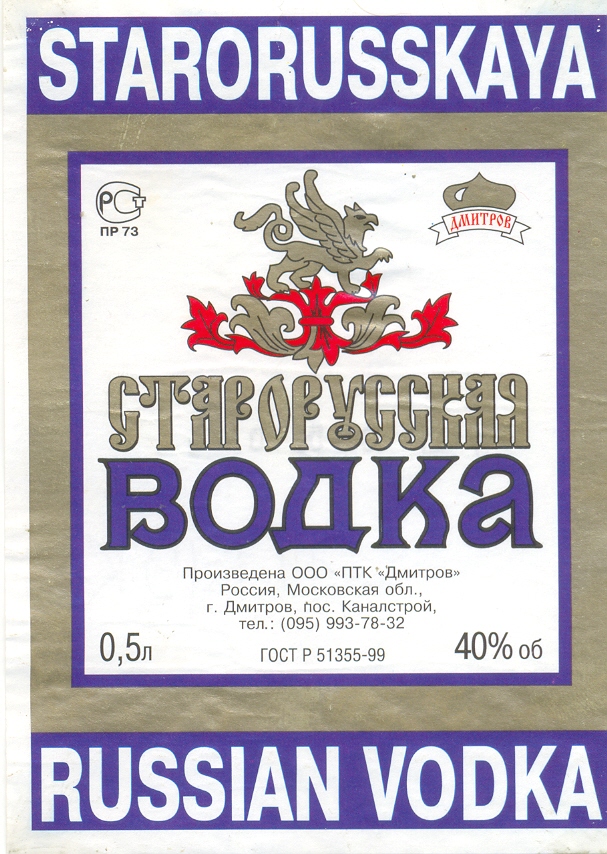 STARORUSSKAYA
РСТ
ПР 73
ДМИТРОВ
СТАРОРУССКАЯ
ВОДКА
Произведена ООО «ПТК «Дмитров»
Россия, Московская обл.,
г. Дмитров, пос. Каналстрой,
тел.: (095) 993-78-32
0,5л
ГОСТ Р 51355-99
40% об
RUSSIAN VODKA